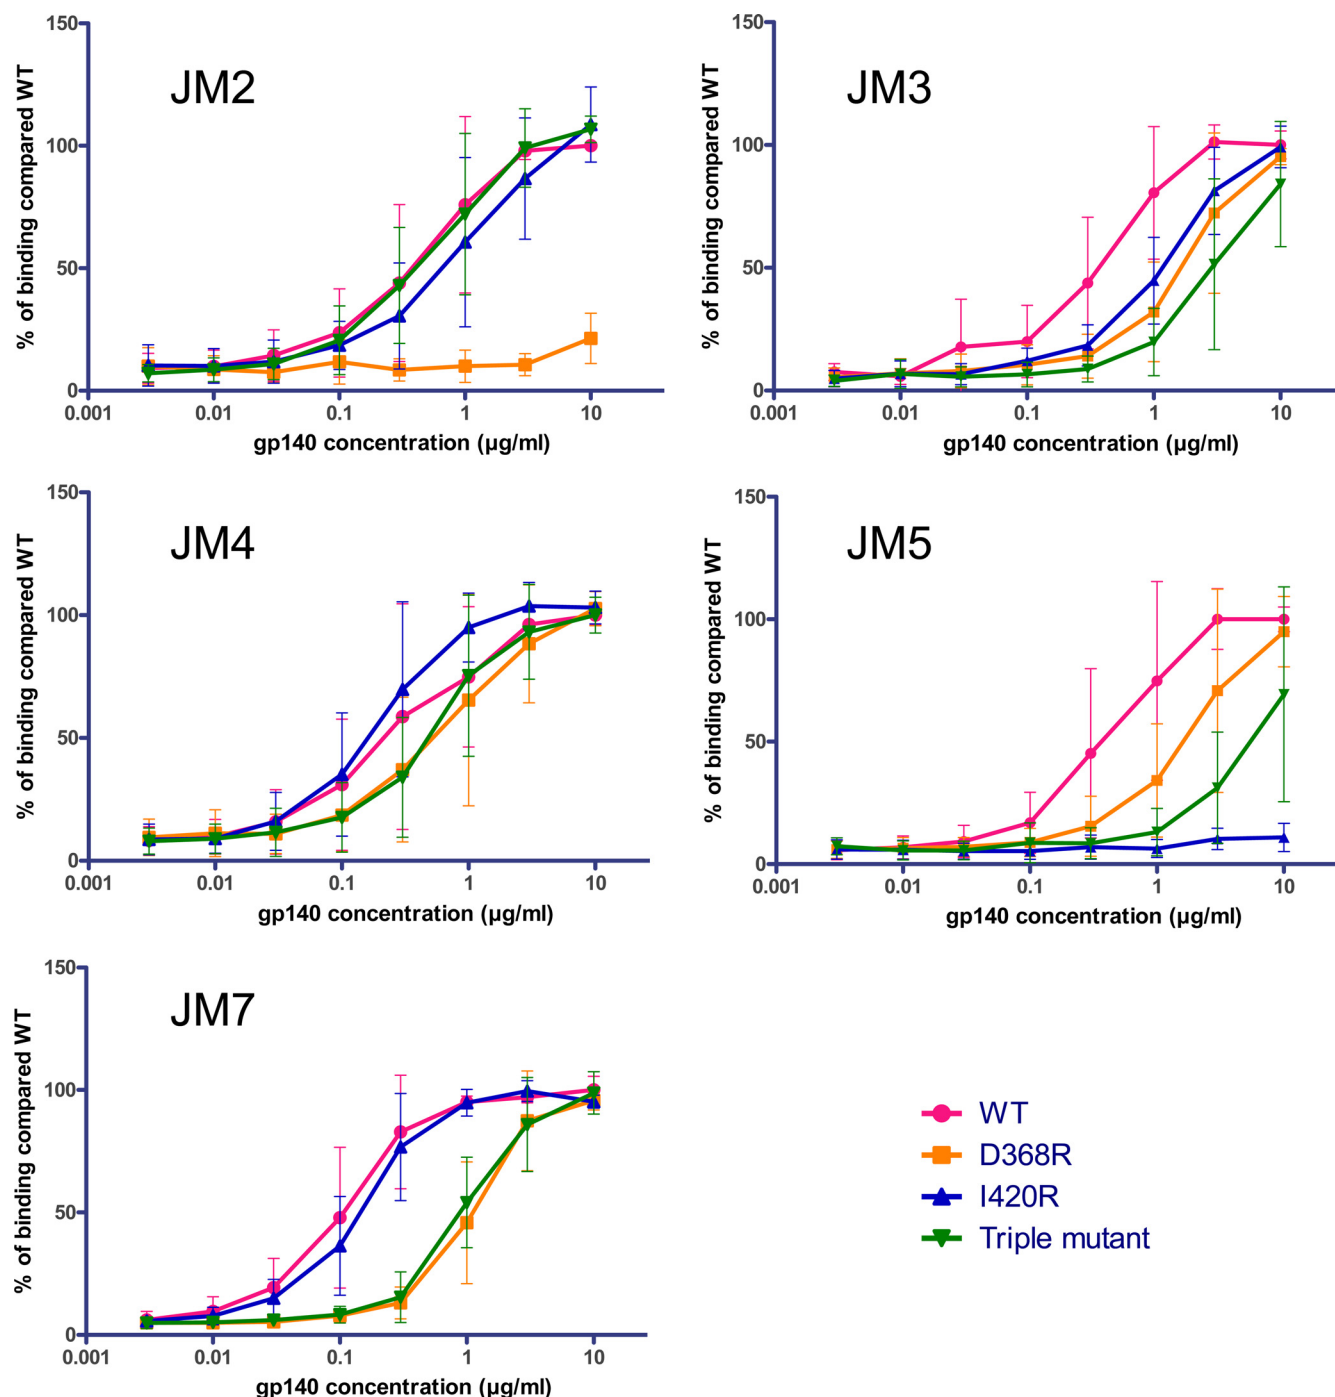 JM2
% of binding compared WT
150
100
50
0
0.001 0.01 0.1 1 10
gp140 concentration (µg/ml)
JM3
% of binding compared WT
150
100
50
0
0.001 0.01 0.1 1 10
gp140 concentration (µg/ml)
JM4
% of binding compared WT
150
100
50
0
0.001 0.01 0.1 1 10
gp140 concentration (µg/ml)
JM5
% of binding compared WT
150
100
50
0
0.001 0.01 0.1 1 10
gp140 concentration (µg/ml)
JM7
% of binding compared WT
150
100
50
0
0.001 0.01 0.1 1 10
gp140 concentration (µg/ml)
WT
D368R
I420R
Triple mutant